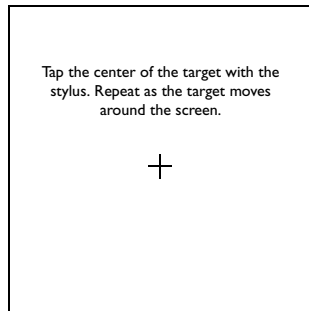 Tap the center of the target with the
stylus. Repeat as the target moves
around the screen.